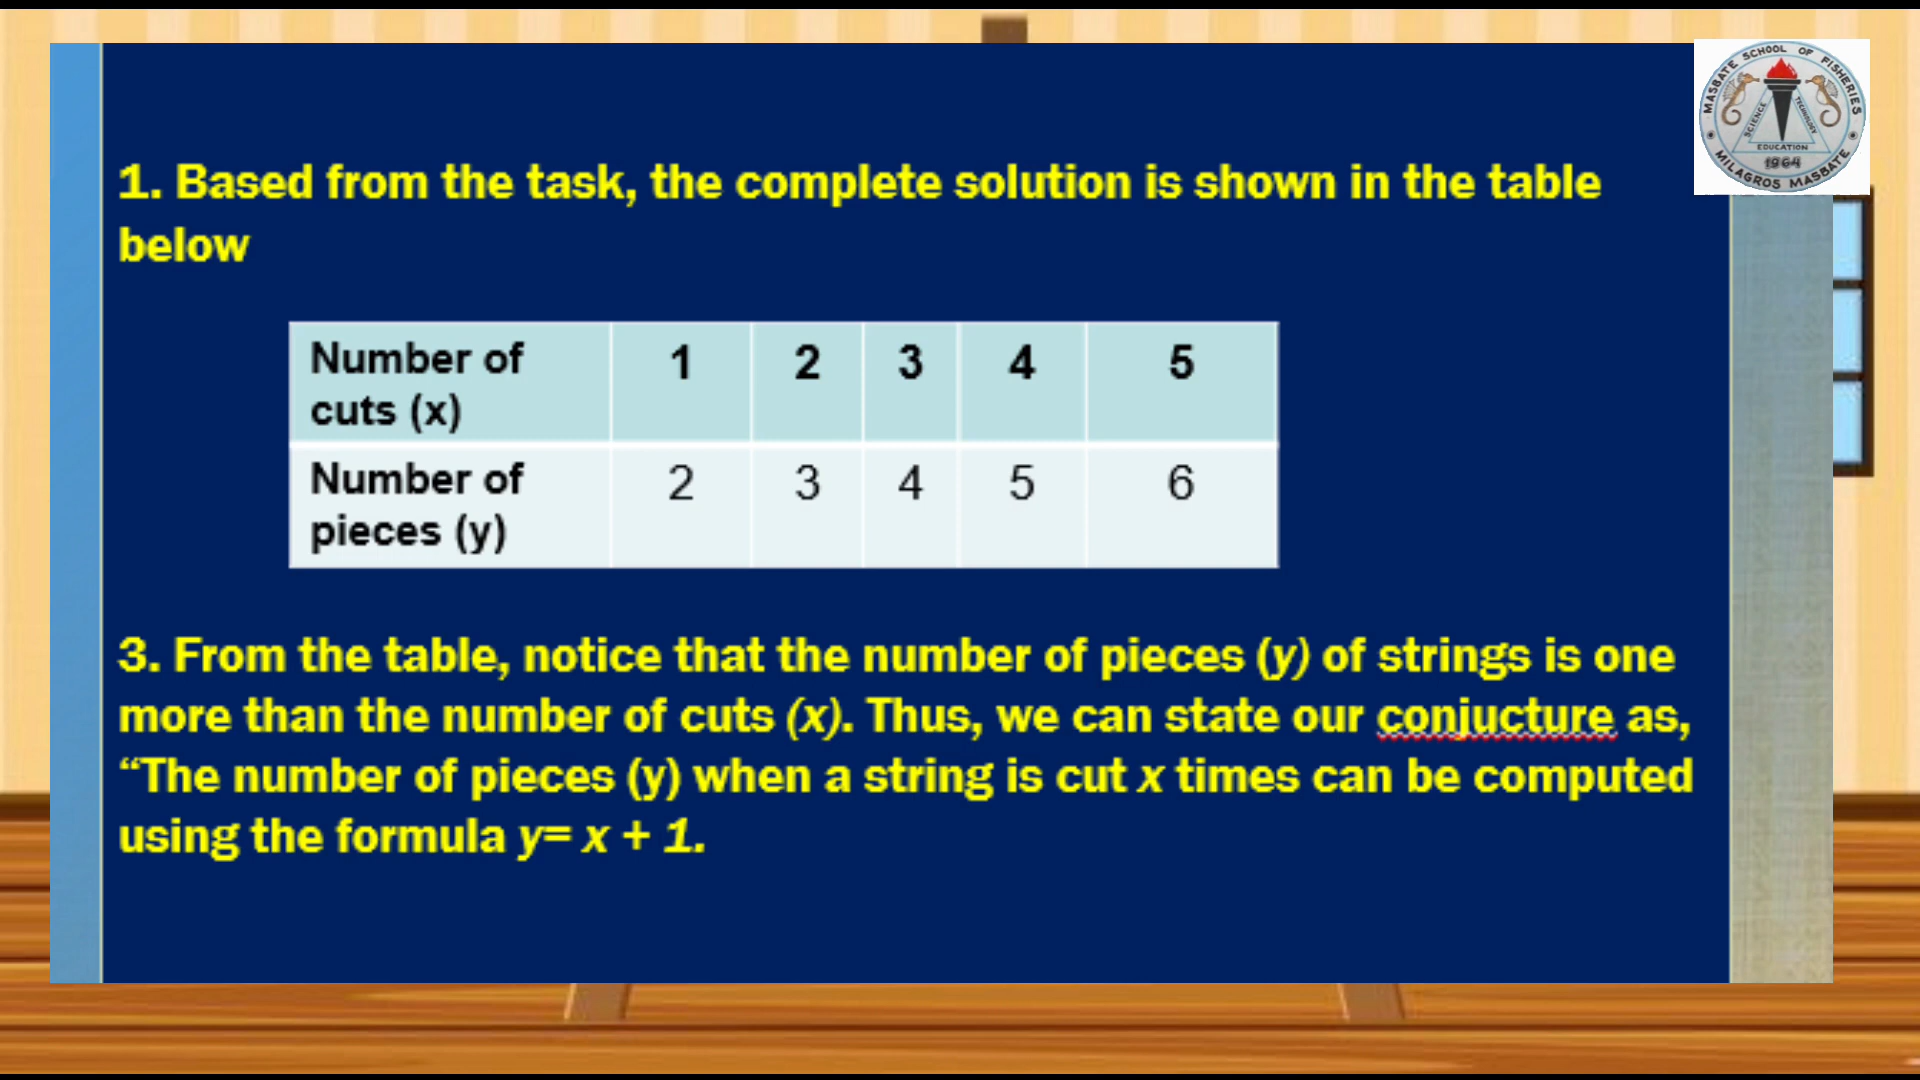 MASBATE SCHOOL OF FISHERIES
SCIENCE
TECHNOLOGY
EDUCATION
1964
MILAGROS MASBATE
1. Based from the task, the complete solution is shown in the table
below
Number of cuts (x) 1 2 3 4 5
Number of pieces (y) 2 3 4 5 6
3. From the table, notice that the number of pieces (y) of strings is one
more than the number of cuts (x). Thus, we can state our conjucture as,
“The number of pieces (y) when a string is cut x times can be computed
using the formula y= x + 1.